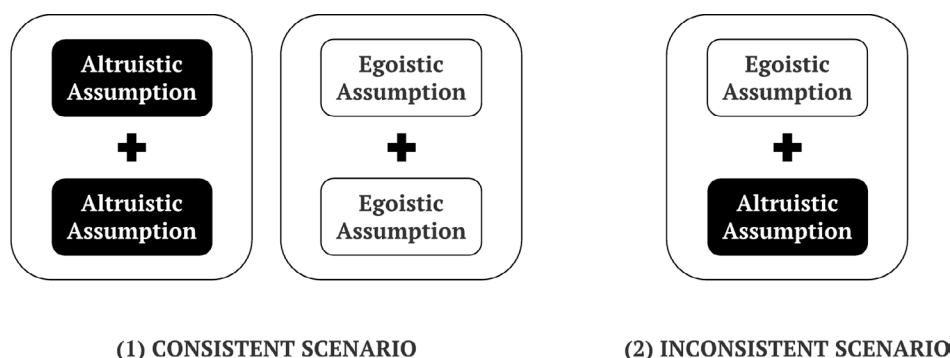 Altruistic
Assumption
+
Altruistic
Assumption
Egoistic
Assumption
+
Egoistic
Assumption
Egoistic
Assumption
+
Altruistic
Assumption
(1) CONSISTENT SCENARIO
(2) INCONSISTENT SCENARIO